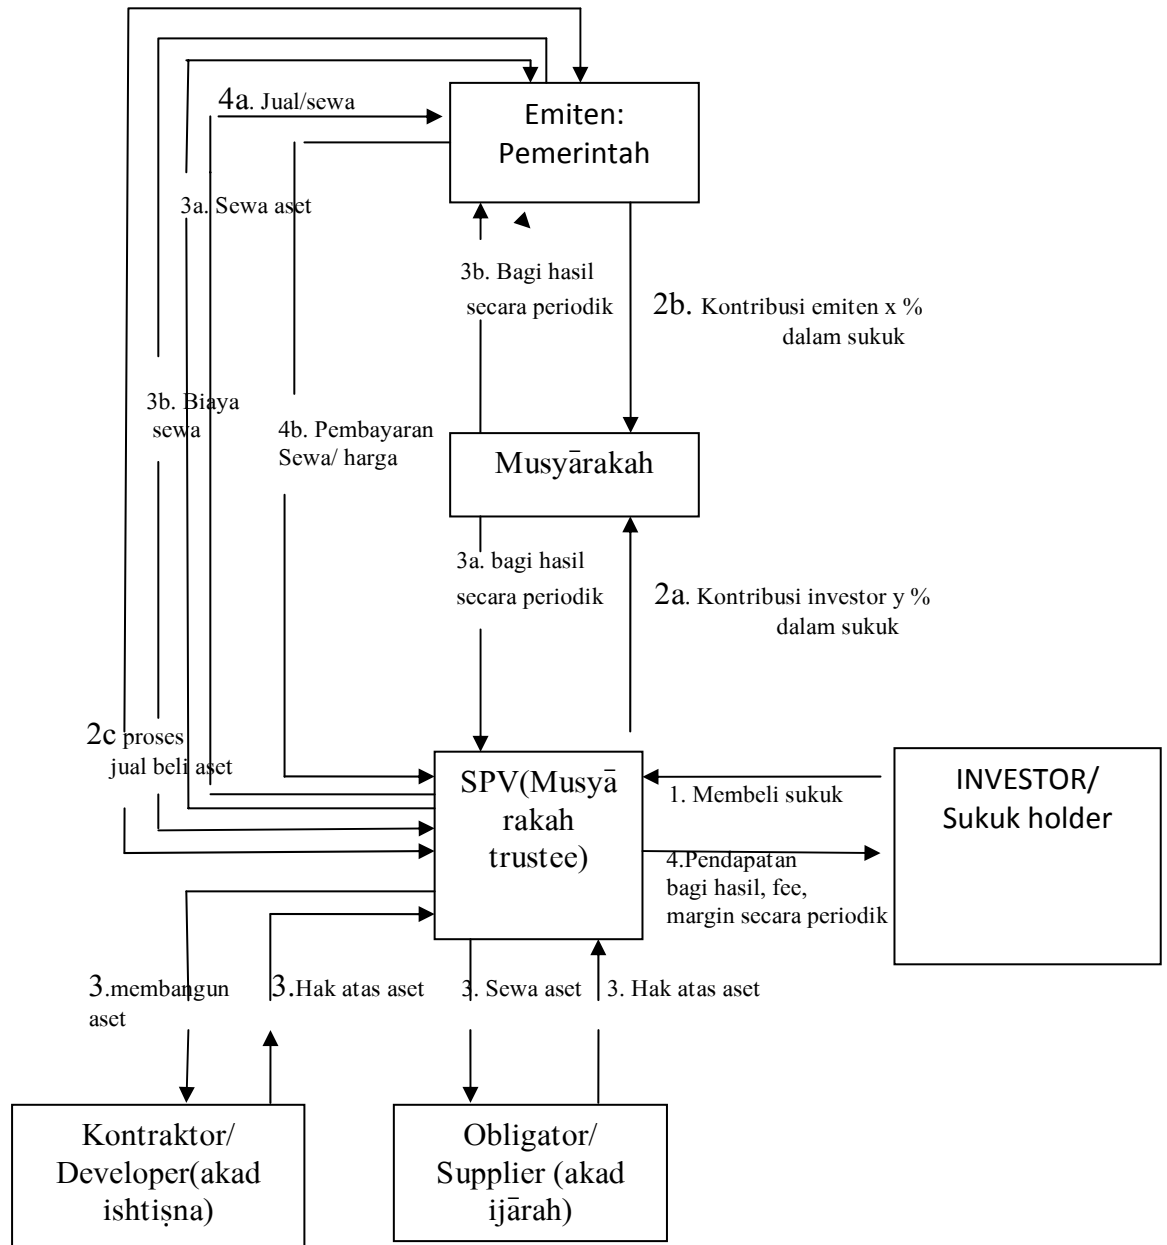 4a. Jual/sewa
Emiten:
Pemerintah
3a. Sewa aset
3b. Bagi hasil
secara periodik
2b. Kontribusi emiten x %
dalam sukuk
3b. Biaya
sewa
4b. Pembayaran
Sewa/ harga
Musyārakah
3a. bagi hasil
secara periodik
2a. Kontribusi investor y %
dalam sukuk
2c proses
jual beli aset
SPV(Musyā
rakah
trustee)
1. Membeli sukuk
INVESTOR/
Sukuk holder
4.Pendapatan
bagi hasil, fee,
margin secara periodik
3.membangun
aset
3.Hak atas aset
3. Sewa aset
3. Hak atas aset
Kontraktor/
Developer(akad
ishtiṣna)
Obligator/
Supplier (akad
ijārah)